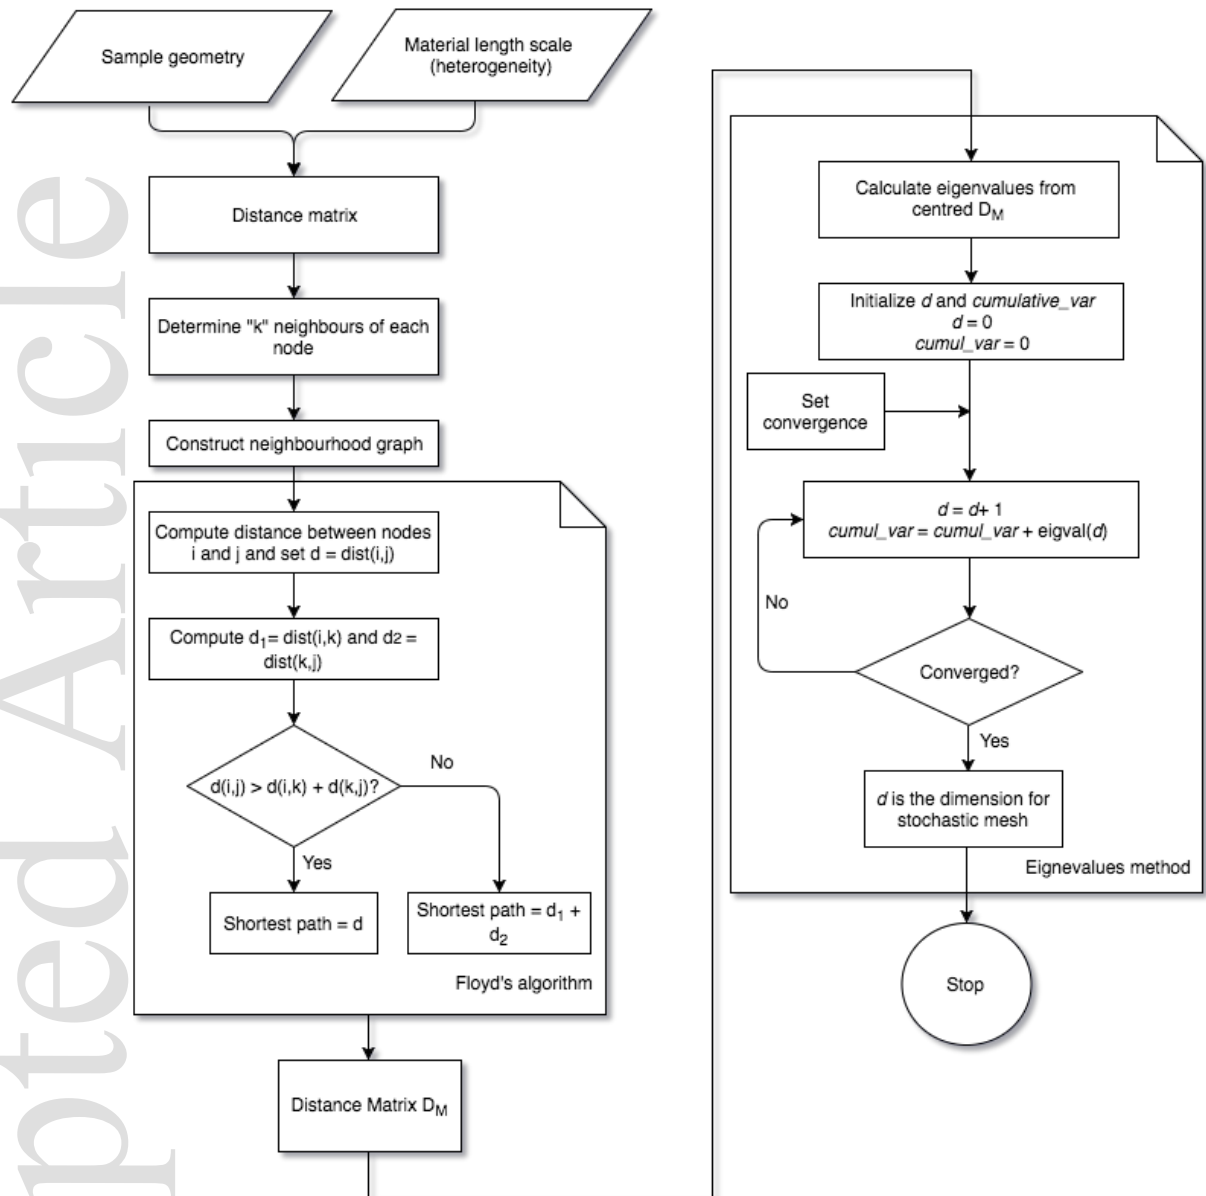 Sample geometry
Material length scale
(heterogeneity)
Distance matrix
Determine "k" neighbours of each
node
Construct neighbourhood graph
Compute distance between nodes
i and j and set d = dist(i,j)
Compute d₁= dist(i,k) and d2 =
dist(k,j)
d(i,j) > d(i,k) + d(k,j)?
No
Yes
Shortest path = d
Shortest path = d₁ +
d₂
Floyd's algorithm
Distance Matrix D_M
Calculate eigenvalues from
centred D_M
Initialize d and cumulative_var
d = 0
cumul_var = 0
Set
convergence
d = d+ 1
cumul_var = cumul_var + eigval(d)
No
Converged?
Yes
d is the dimension for
stochastic mesh
Eignevalues method
Stop
pted Article